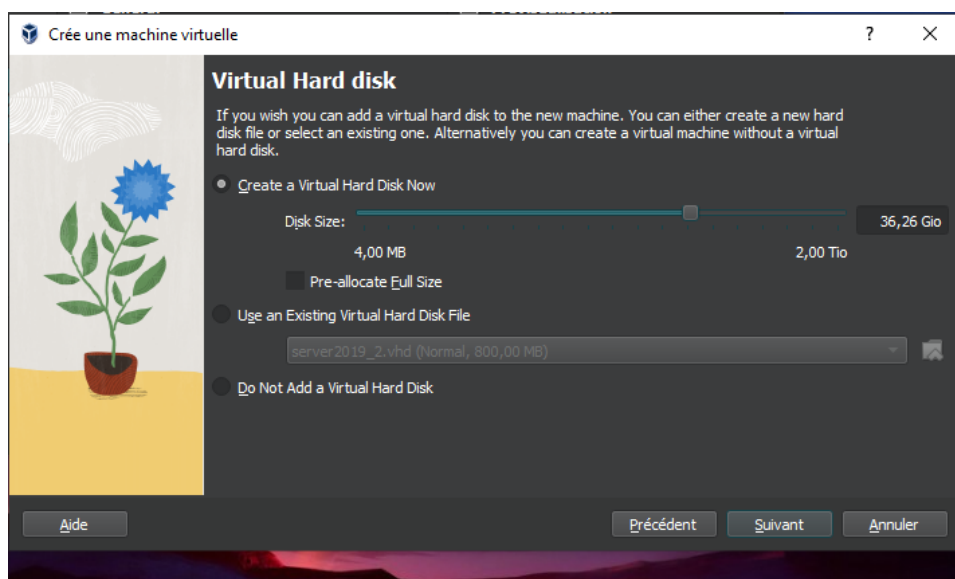 Crée une machine virtuelle
?
Virtual Hard disk
If you wish you can add a virtual hard disk to the new machine. You can either create a new hard
disk file or select an existing one. Alternatively you can create a virtual machine without a virtual
hard disk.
Create a Virtual Hard Disk Now
Disk Size:
36,26 Gio
4,00 MB
2,00 Tio
Pre-allocate Full Size
Use an Existing Virtual Hard Disk File
server2019_2.vhd (Normal, 800,00 MB)
Do Not Add a Virtual Hard Disk
Aide
Précédent
Suivant
Annuler